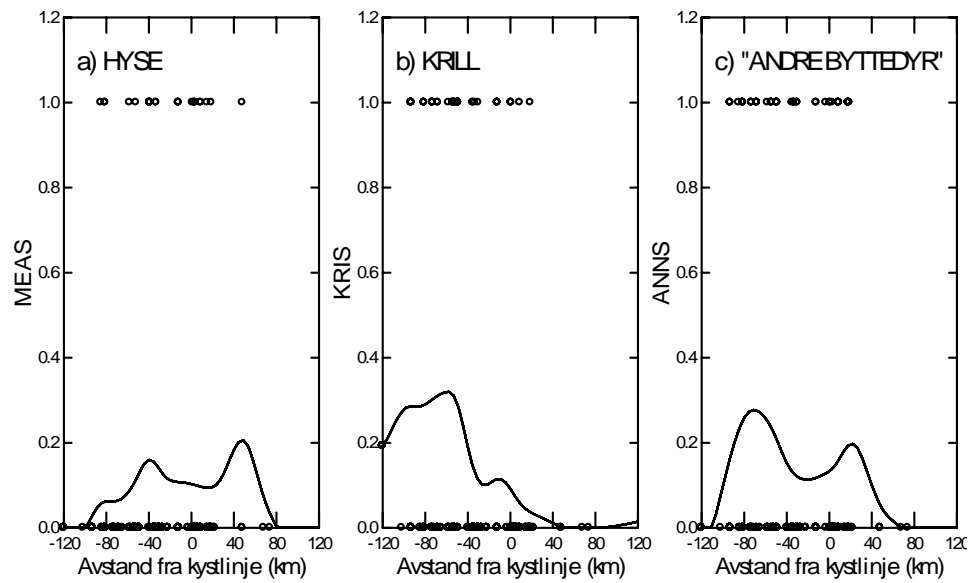 a) HYSE
MEAS
1.2
1.0
0.8
0.6
0.4
0.2
0.0
-120 -80 -40 0 40 80 120
Avstand fra kystlinje (km)
b) KRILL
KRIS
1.2
1.0
0.8
0.6
0.4
0.2
0.0
-120 -80 -40 0 40 80 120
Avstand fra kystlinje (km)
c) "ANDRE BYTTEDYR"
ANNS
1.2
1.0
0.8
0.6
0.4
0.2
0.0
-120 -80 -40 0 40 80 120
Avstand fra kystlinje (km)